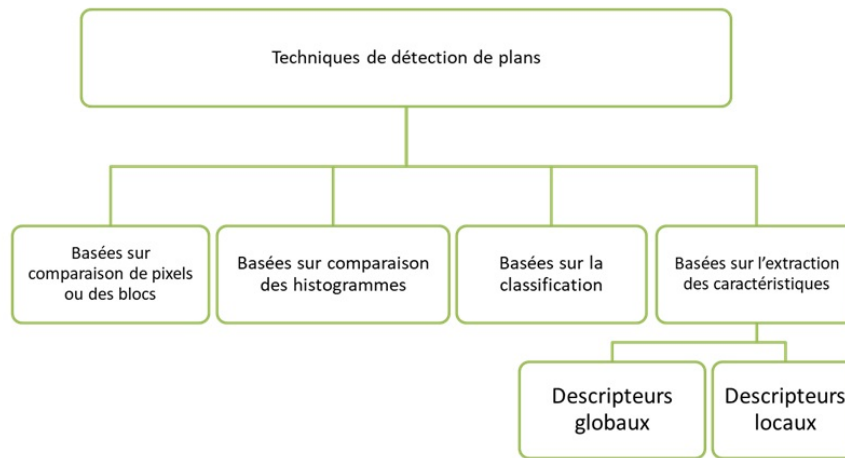 Techniques de détection de plans
Basées sur
comparaison de pixels
ou des blocs
Basées sur comparaison
des histogrammes
Basées sur la
classification
Basées sur l'extraction
des caractéristiques
Descripteurs
globaux
Descripteurs
locaux